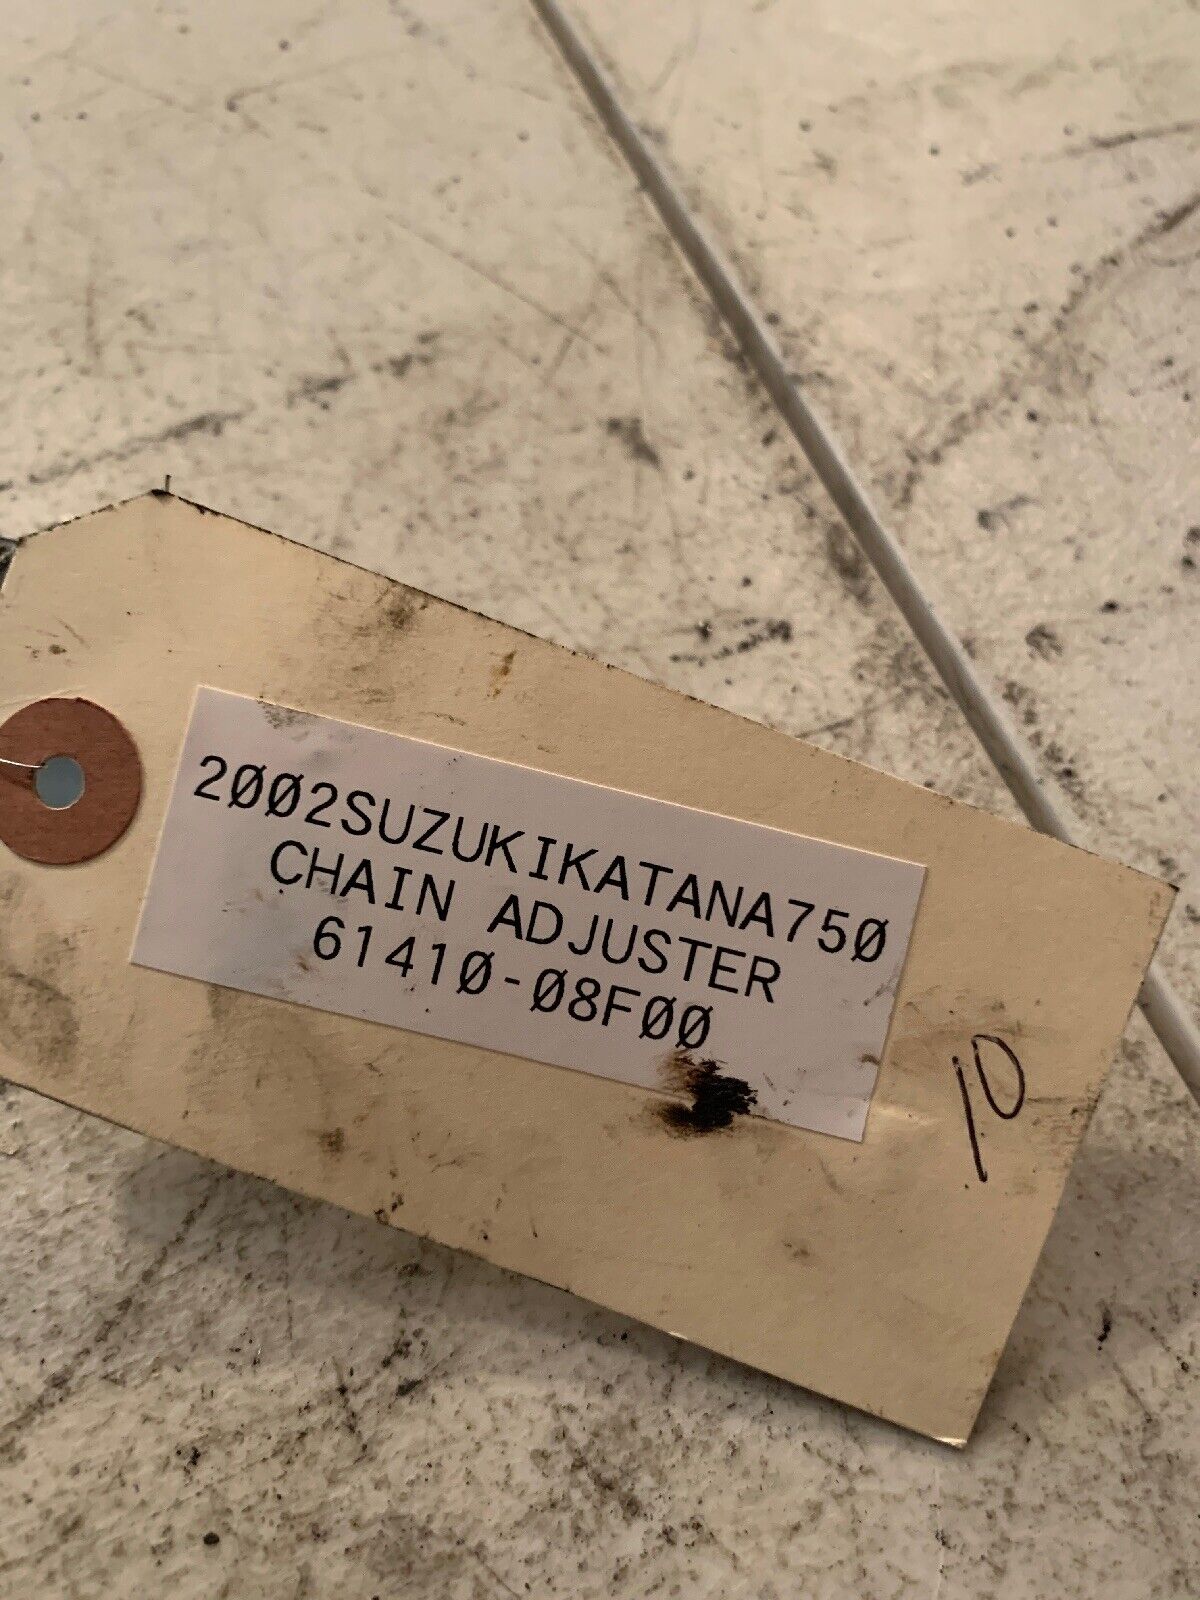 2002SUZUKIKATANA750
CHAIN ADJUSTER
61410-08F00
10